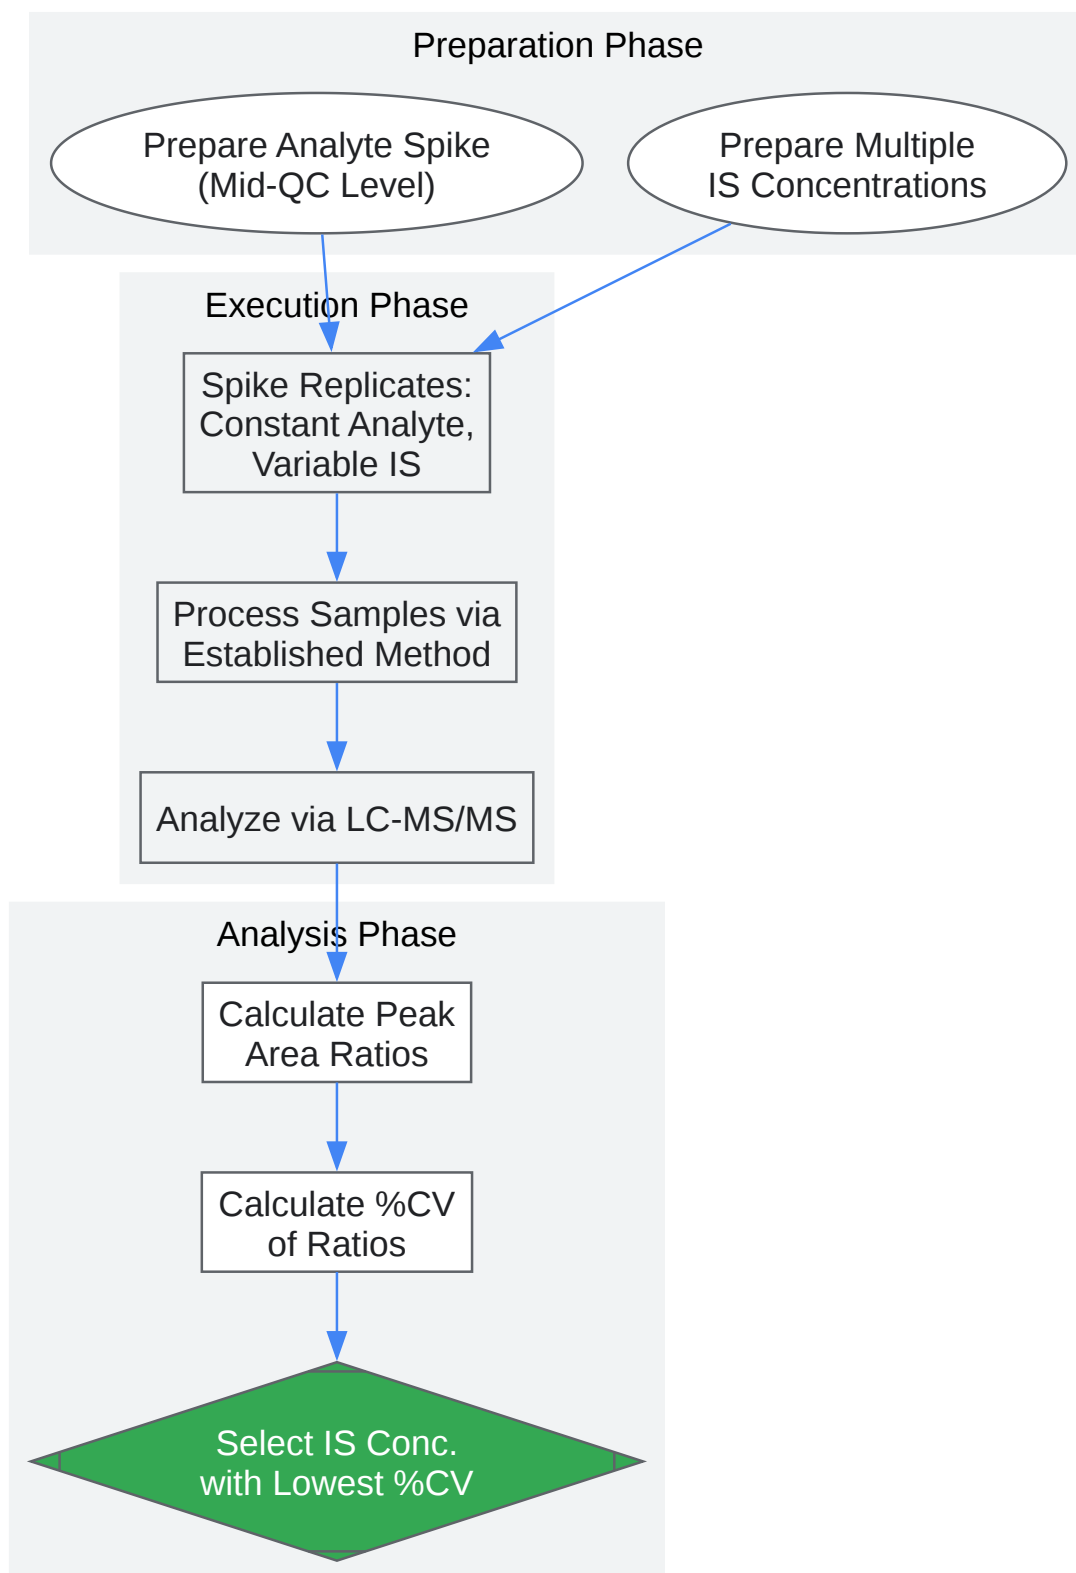 Preparation Phase
Prepare Analyte Spike
(Mid-QC Level)
Prepare Multiple
IS Concentrations
Execution Phase
Spike Replicates:
Constant Analyte,
Variable IS
Process Samples via
Established Method
Analyze via LC-MS/MS
Analysis Phase
Calculate Peak
Area Ratios
Calculate %CV
of Ratios
Select IS Conc.
with Lowest %CV